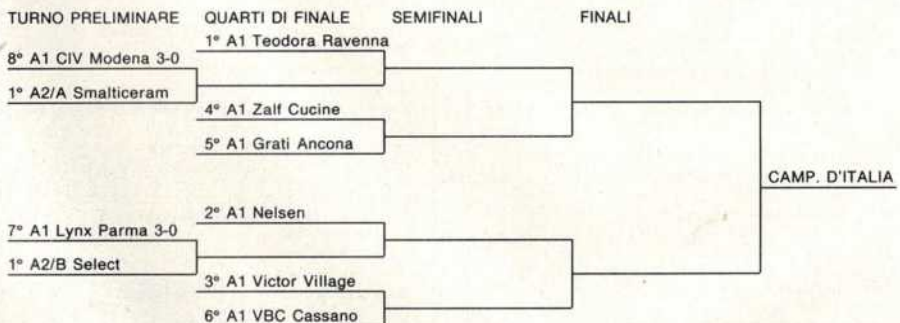 TURNO PRELIMINARE QUARTI DI FINALE SEMIFINALI FINALI
1° A1 Teodora Ravenna
8° A1 CIV Modena 3-0
1° A2/A Smalticeram
4° A1 Zalf Cucine
5° A1 Grati Ancona
CAMP. D'ITALIA
2° A1 Nelsen
7° A1 Lynx Parma 3-0
1° A2/B Select
3° A1 Victor Village
6° A1 VBC Cassano